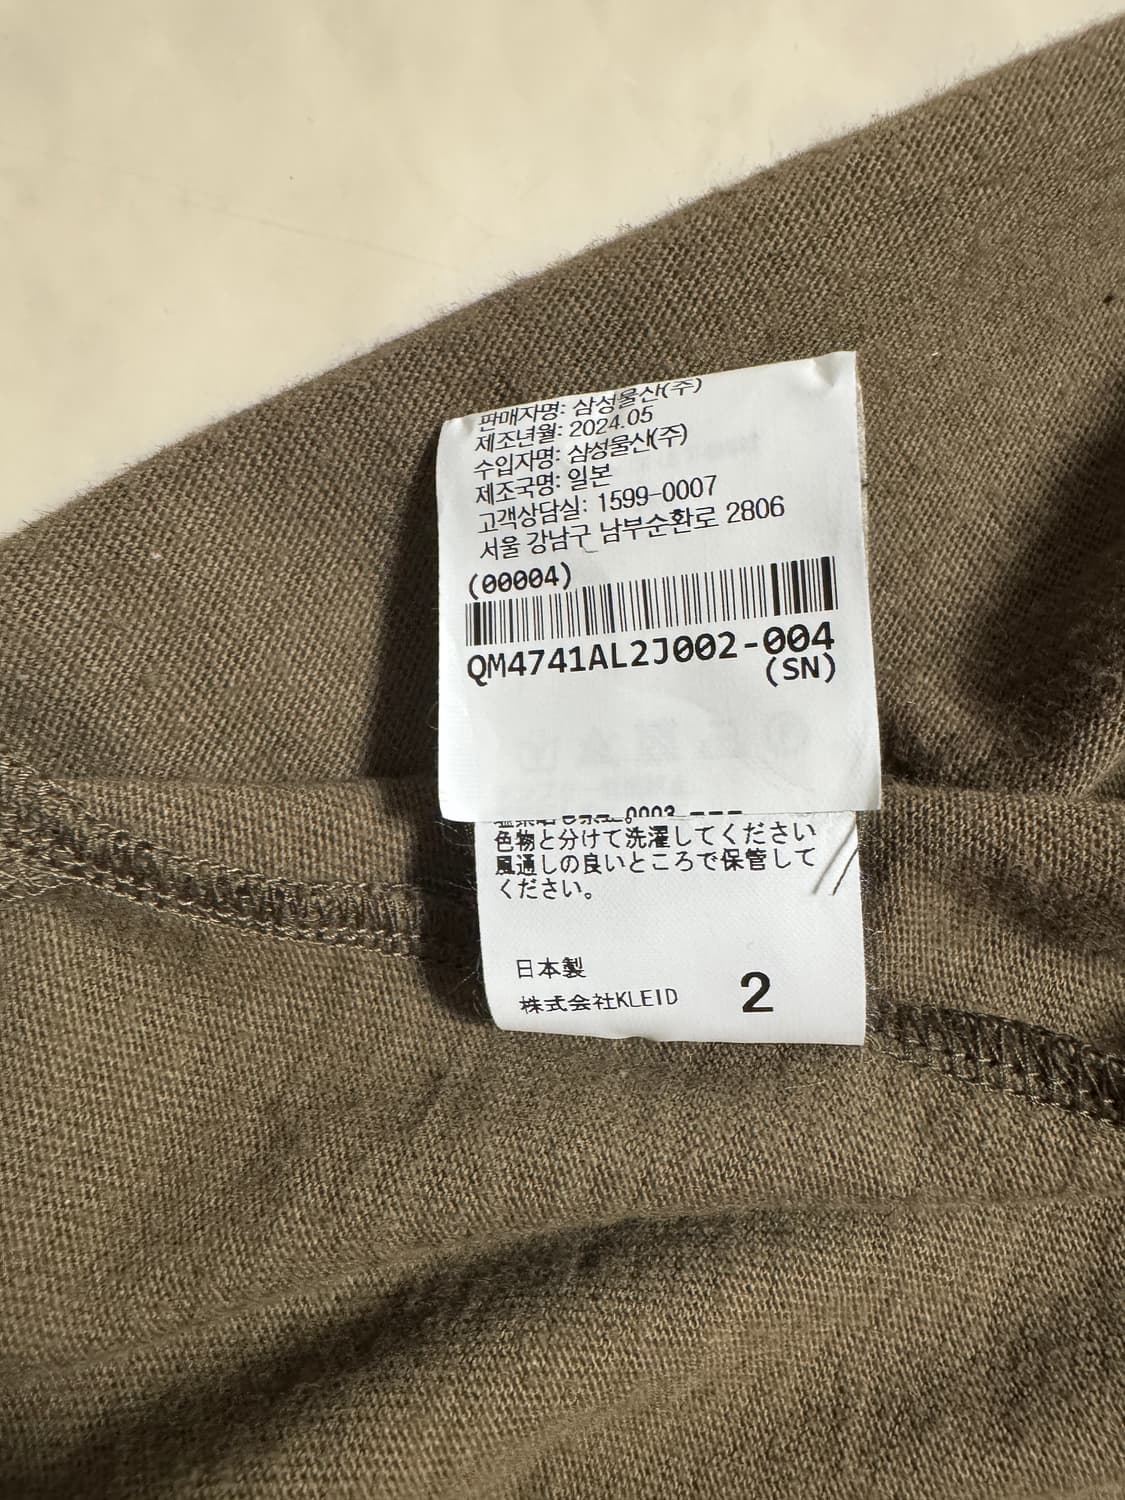 판매자명: 삼성물산(주)
제조년월: 2024.05
수입자명: 삼성물산(주)
제조국명: 일본
고객상담실: 1599-0007
서울 강남구 남부순환로 2806
(00004)
QM4741AL2J002-004
(SN)
色物と分けて洗濯してください
風通しの良いところで保管して
ください。
日本製
株式会社KLEID
2